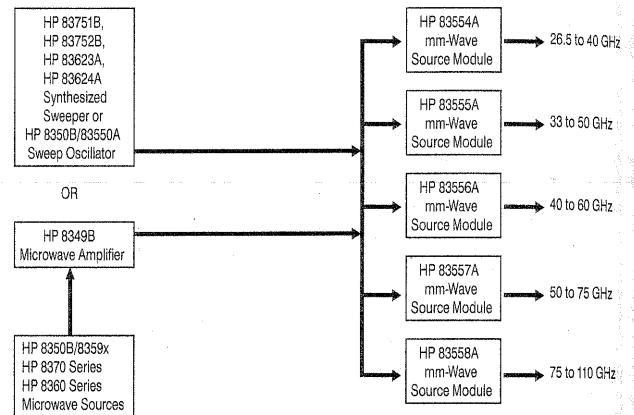 HP 83751B,
HP 83752B,
HP 83623A,
HP 83624A
Synthesized
Sweeper or
HP 8350B/83550A
Sweep Oscillator
OR
HP 8349B
Microwave Amplifier
HP 8350B/8359x
HP 8370 Series
HP 8360 Series
Microwave Sources
HP 83554A
mm-Wave
Source Module
26.5 to 40 GHz
HP 83555A
mm-Wave
Source Module
33 to 50 GHz
HP 83556A
mm-Wave
Source Module
40 to 60 GHz
HP 83557A
mm-Wave
Source Module
50 to 75 GHz
HP 83558A
mm-Wave
Source Module
75 to 110 GHz